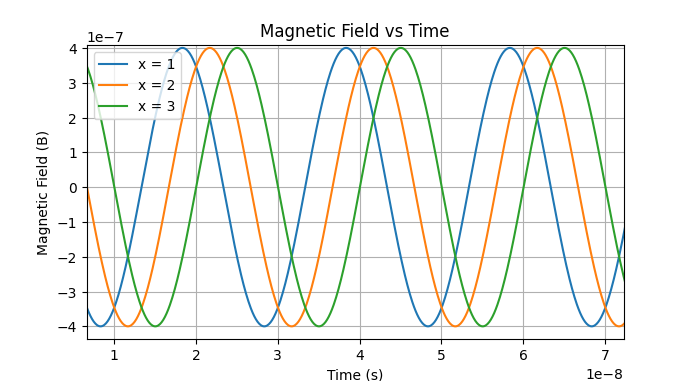 Magnetic Field vs Time
1e−7
4
3
2
1
0
−1
−2
−3
−4
Magnetic Field (B)
x = 1
x = 2
x = 3
1 2 3 4 5 6 7
Time (s)
1e−8